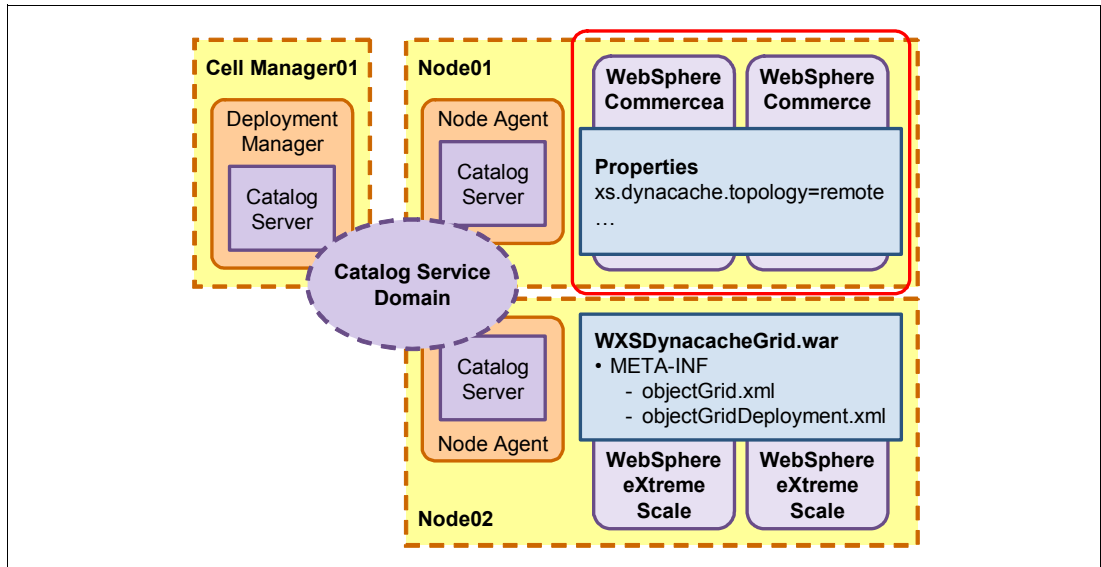 Cell Manager01
Deployment
Manager
Catalog
Server
Node01
Node Agent
Catalog
Server
WebSphere
Commercea
WebSphere
Commerce
Properties
xs.dynacache.topology=remote
…
Catalog Service
Domain
Catalog
Server
Node Agent
Node02
WXSDynacacheGrid.war
• META-INF
- objectGrid.xml
- objectGridDeployment.xml
WebSphere
eXtreme
Scale
WebSphere
eXtreme
Scale